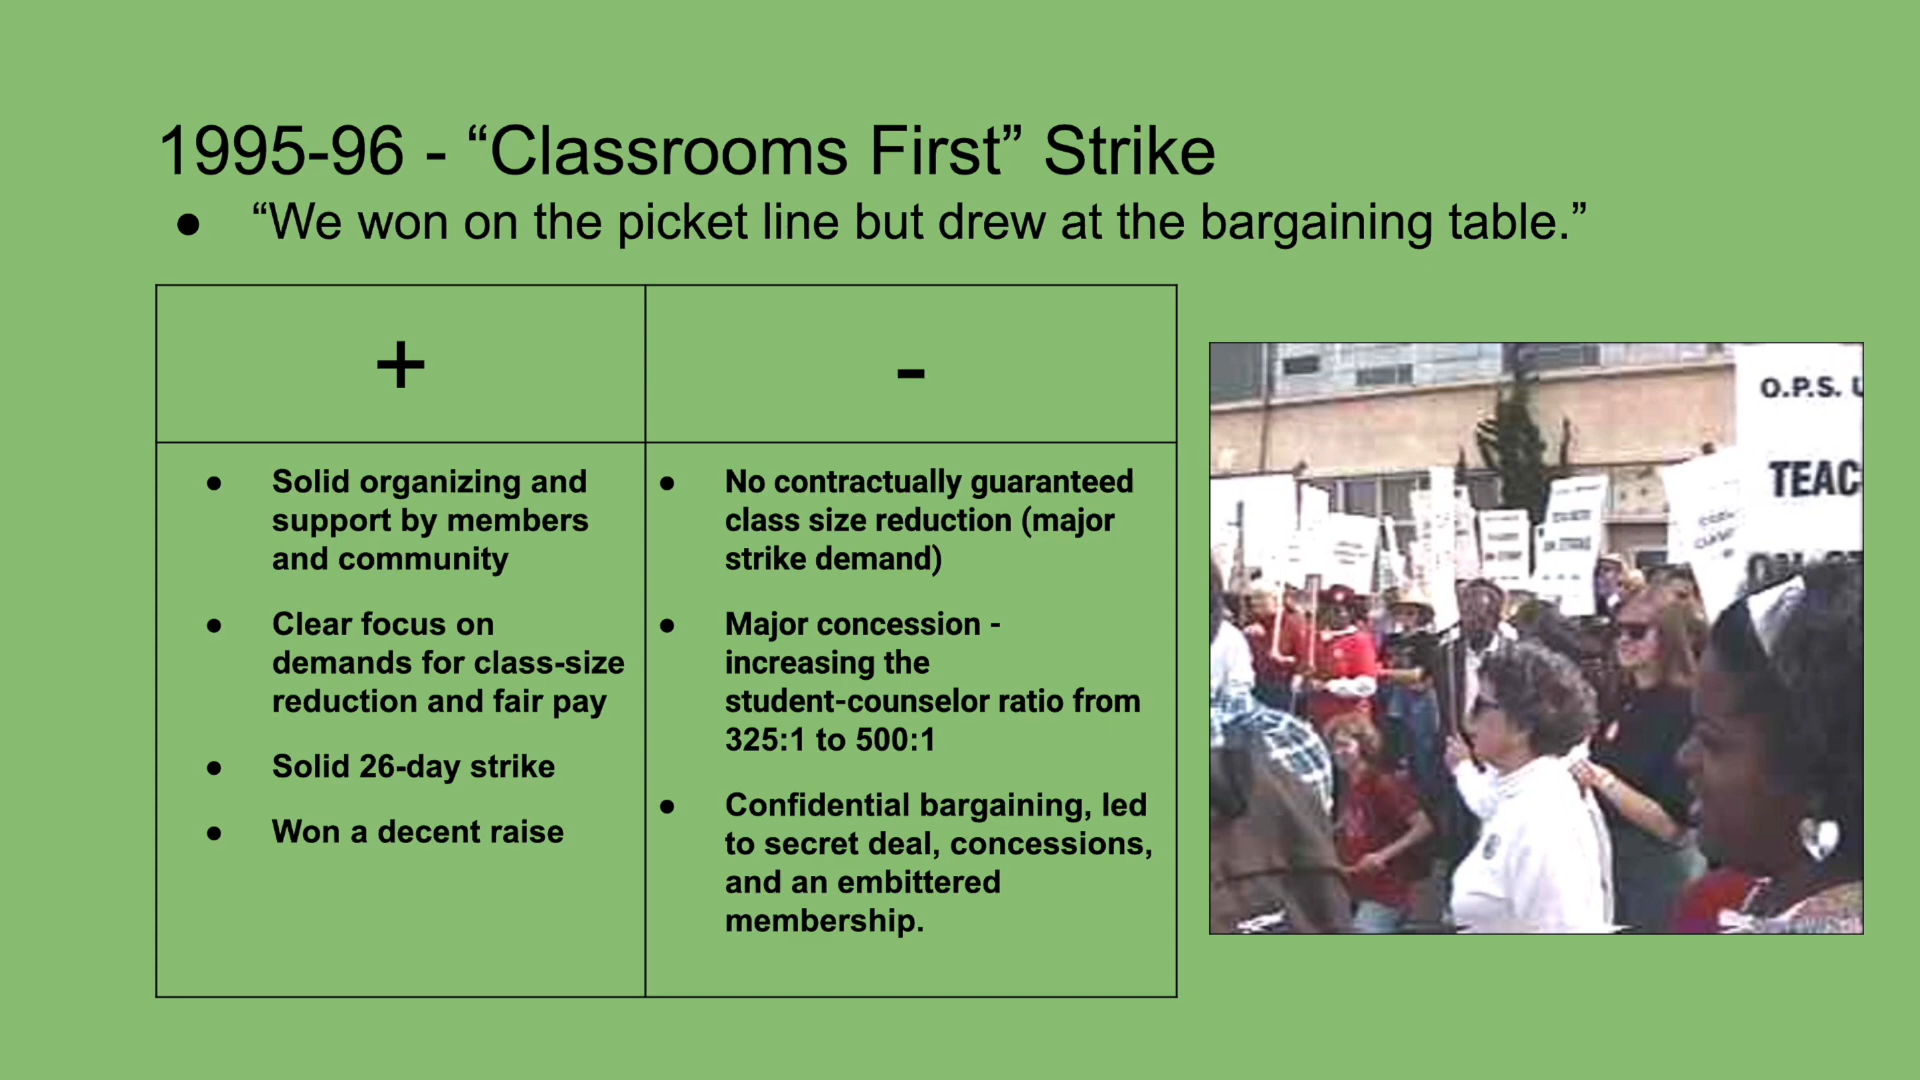 1995-96 - “Classrooms First” Strike
● “We won on the picket line but drew at the bargaining table.”
+
-
● Solid organizing and
support by members
and community
● Clear focus on
demands for class-size
reduction and fair pay
● Solid 26-day strike
● Won a decent raise
● No contractually guaranteed
class size reduction (major
strike demand)
● Major concession -
increasing the
student-counselor ratio from
325:1 to 500:1
● Confidential bargaining, led
to secret deal, concessions,
and an embittered
membership.
O.P.S.
TEAC